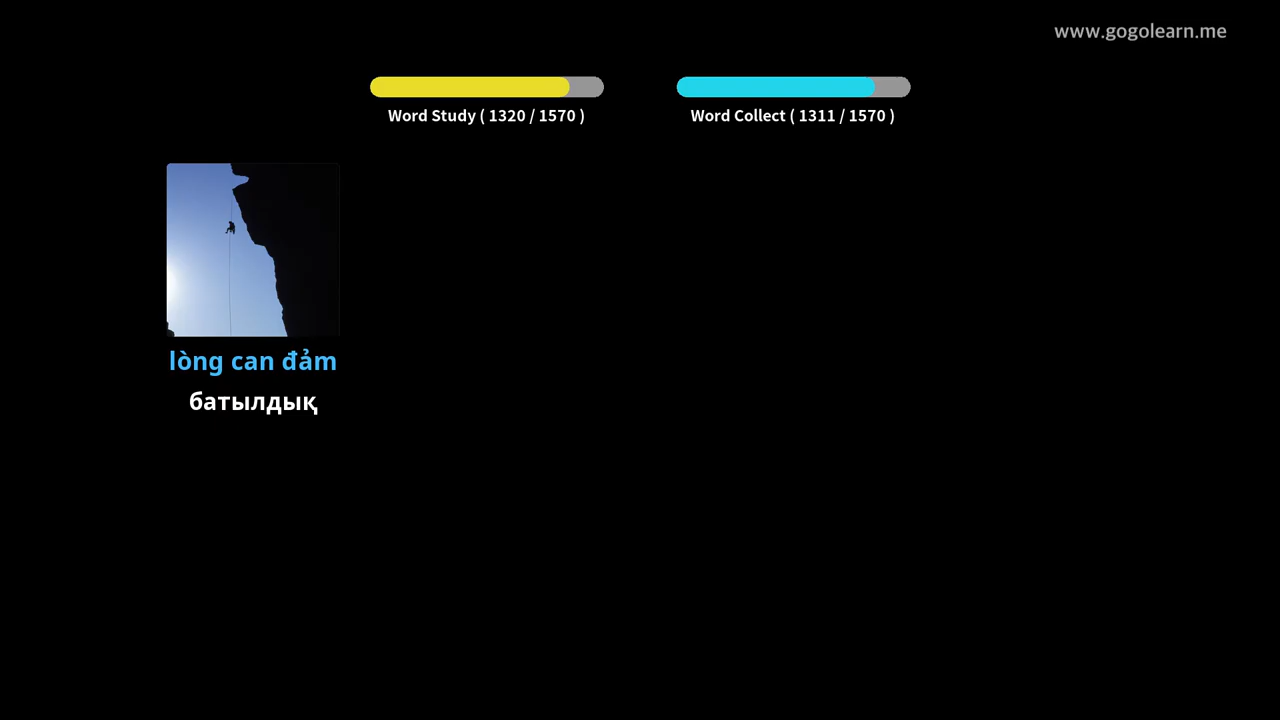 www.gogolearn.me
Word Study ( 1320 / 1570 )
Word Collect ( 1311 / 1570 )
lòng can đảm
батылдық